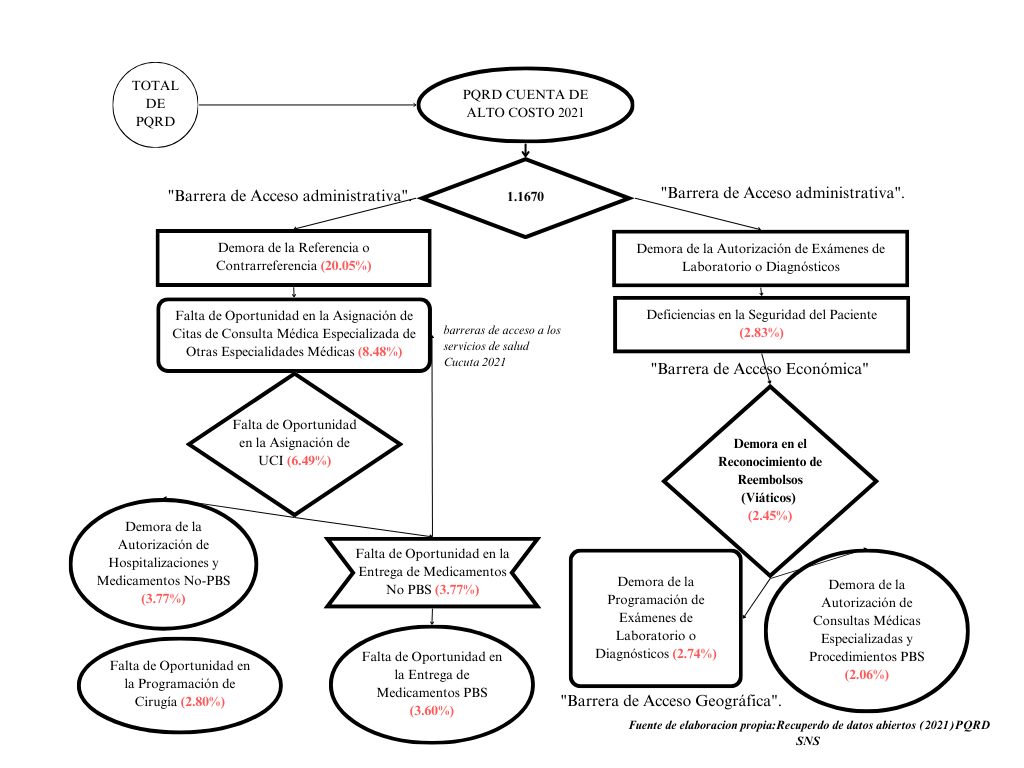 TOTAL
DE
PQRD
PQRD CUENTA DE
ALTO COSTO 2021
1.1670
"Barrera de Acceso administrativa".
"Barrera de Acceso administrativa".
Demora de la Referencia o
Contrarreferencia (20.05%)
Falta de Oportunidad en la Asignación de
Citas de Consulta Médica Especializada de
Otras Especialidades Médicas (8.48%)
barreras de acceso a los
servicios de salud
Cucuta 2021
Falta de Oportunidad
en la Asignación de
UCI (6.49%)
Demora de la
Autorización de
Hospitalizaciones y
Medicamentos No-PBS
(3.77%)
Falta de Oportunidad en la
Entrega de Medicamentos
No PBS (3.77%)
Falta de Oportunidad en
la Programación de
Cirugía (2.80%)
Falta de Oportunidad en
la Entrega de
Medicamentos PBS
(3.60%)
Demora de la Autorización de Exámenes de
Laboratorio o Diagnósticos
Deficiencias en la Seguridad del Paciente
(2.83%)
"Barrera de Acceso Económica"
Demora en el
Reconocimiento de
Reembolsos
(Viáticos)
(2.45%)
Demora de la
Programación de
Exámenes de
Laboratorio o
Diagnósticos (2.74%)
Demora de la
Autorización de
Consultas Médicas
Especializadas y
Procedimientos PBS
(2.06%)
"Barrera de Acceso Geográfica".
Fuente de elaboracion propia:Recuperdo de datos abiertos (2021)PQRD
SNS